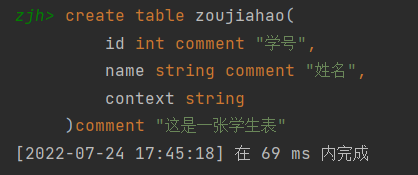 zjh> create table zoujiahao(
id int comment "学号",
name string comment "姓名",
context string
)comment "这是一张学生表"
[2022-07-24 17:45:18] 在 69 ms 内完成